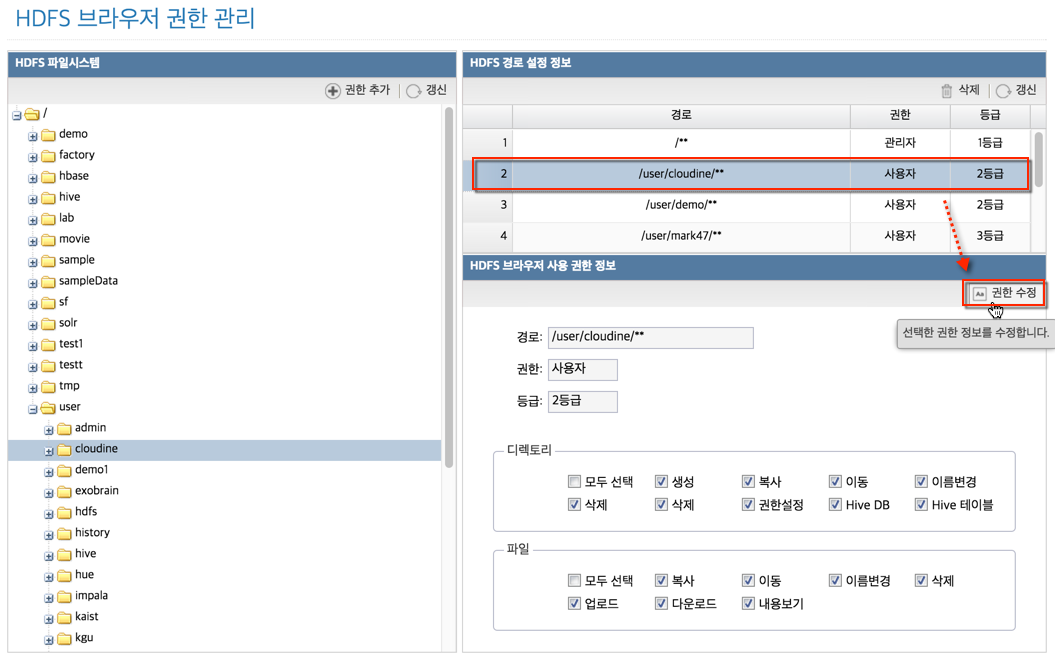 HDFS 브라우저 권한 관리
HDFS 파일시스템
권한 추가 갱신
/
demo
factory
hbase
hive
lab
movie
sample
sampleData
sf
solr
test1
testt
tmp
user
admin
cloudine
demo1
exobrain
hdfs
history
hive
hue
impala
kaist
kgu
HDFS 경로 설정 정보
삭제 갱신
경로 권한 등급
1 /** 관리자 1등급
2 /user/cloudine/** 사용자 2등급
3 /user/demo/** 사용자 2등급
4 /user/mark47/** 사용자 3등급
HDFS 브라우저 사용 권한 정보
Aa 권한 수정
선택한 권한 정보를 수정합니다.
경로: /user/cloudine/**
권한: 사용자
등급: 2등급
디렉토리
모두 선택 생성 복사 이동 이름변경
삭제 삭제 권한설정 Hive DB Hive 테이블
파일
모두 선택 복사 이동 이름변경 삭제
업로드 다운로드 내용보기